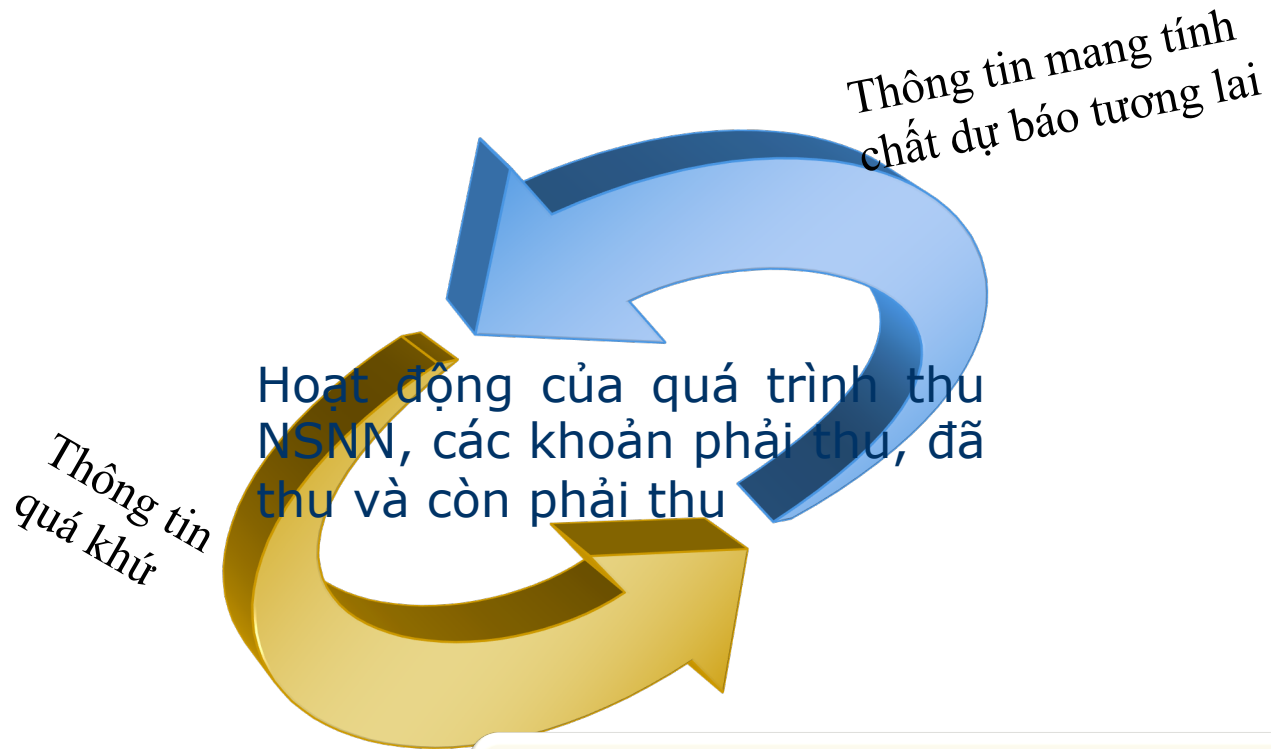 Thông tin mang tính
chất dự báo tương lai
Hoạt động của quá trình thu
NSNN, các khoản phải thu, đã
thu và còn phải thu
Thông tin
quá khứ